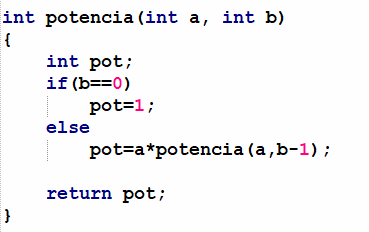 int potencia(int a, int b)
{
    int pot;
    if(b==0)
        pot=1;
    else
        pot=a*potencia(a,b-1);

    return pot;
}